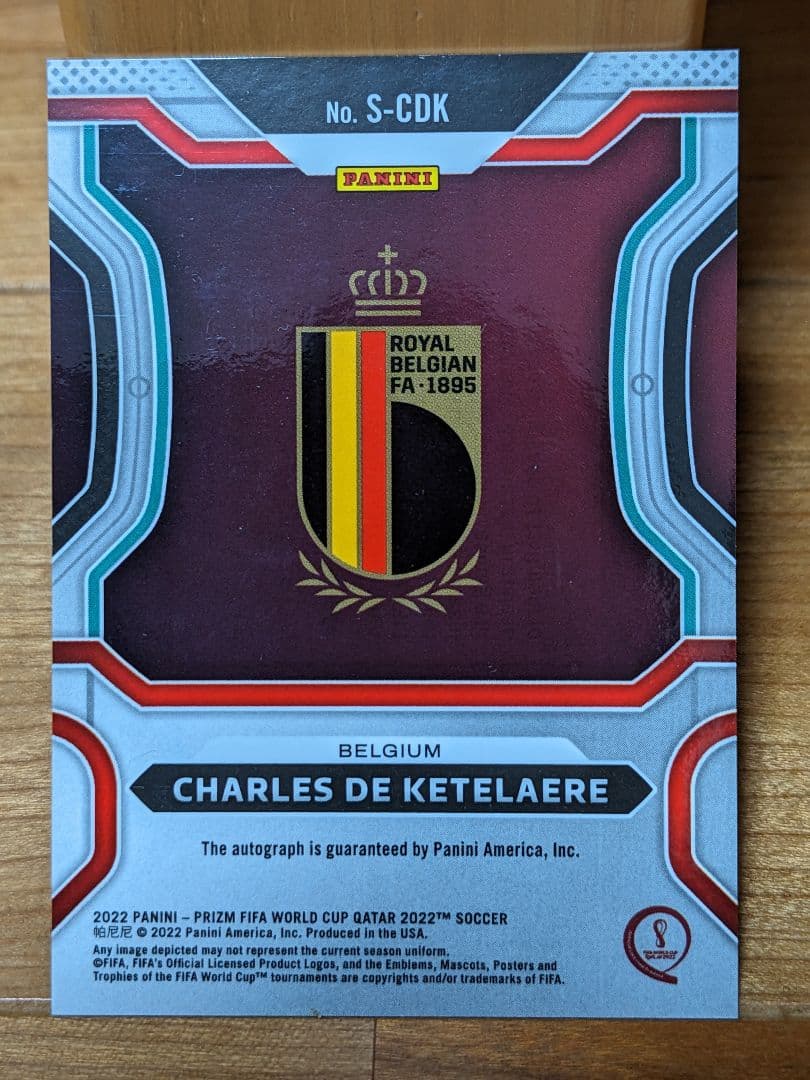 No. S-CDK
PANINI
ROYAL
BELGIAN
FA·1895
BELGIUM
CHARLES DE KETELAERE
The autograph is guaranteed by Panini America, Inc.
2022 PANINI – PRIZM FIFA WORLD CUP QATAR 2022™ SOCCER
帕尼尼 © 2022 Panini America, Inc. Produced in the USA.
Any image depicted may not represent the current season uniform.
©FIFA, FIFA's Official Licensed Product Logos, and the Emblems, Mascots, Posters and
Trophies of the FIFA World Cup™ tournaments are copyrights and/or trademarks of FIFA.
FIFA WORLD CUP